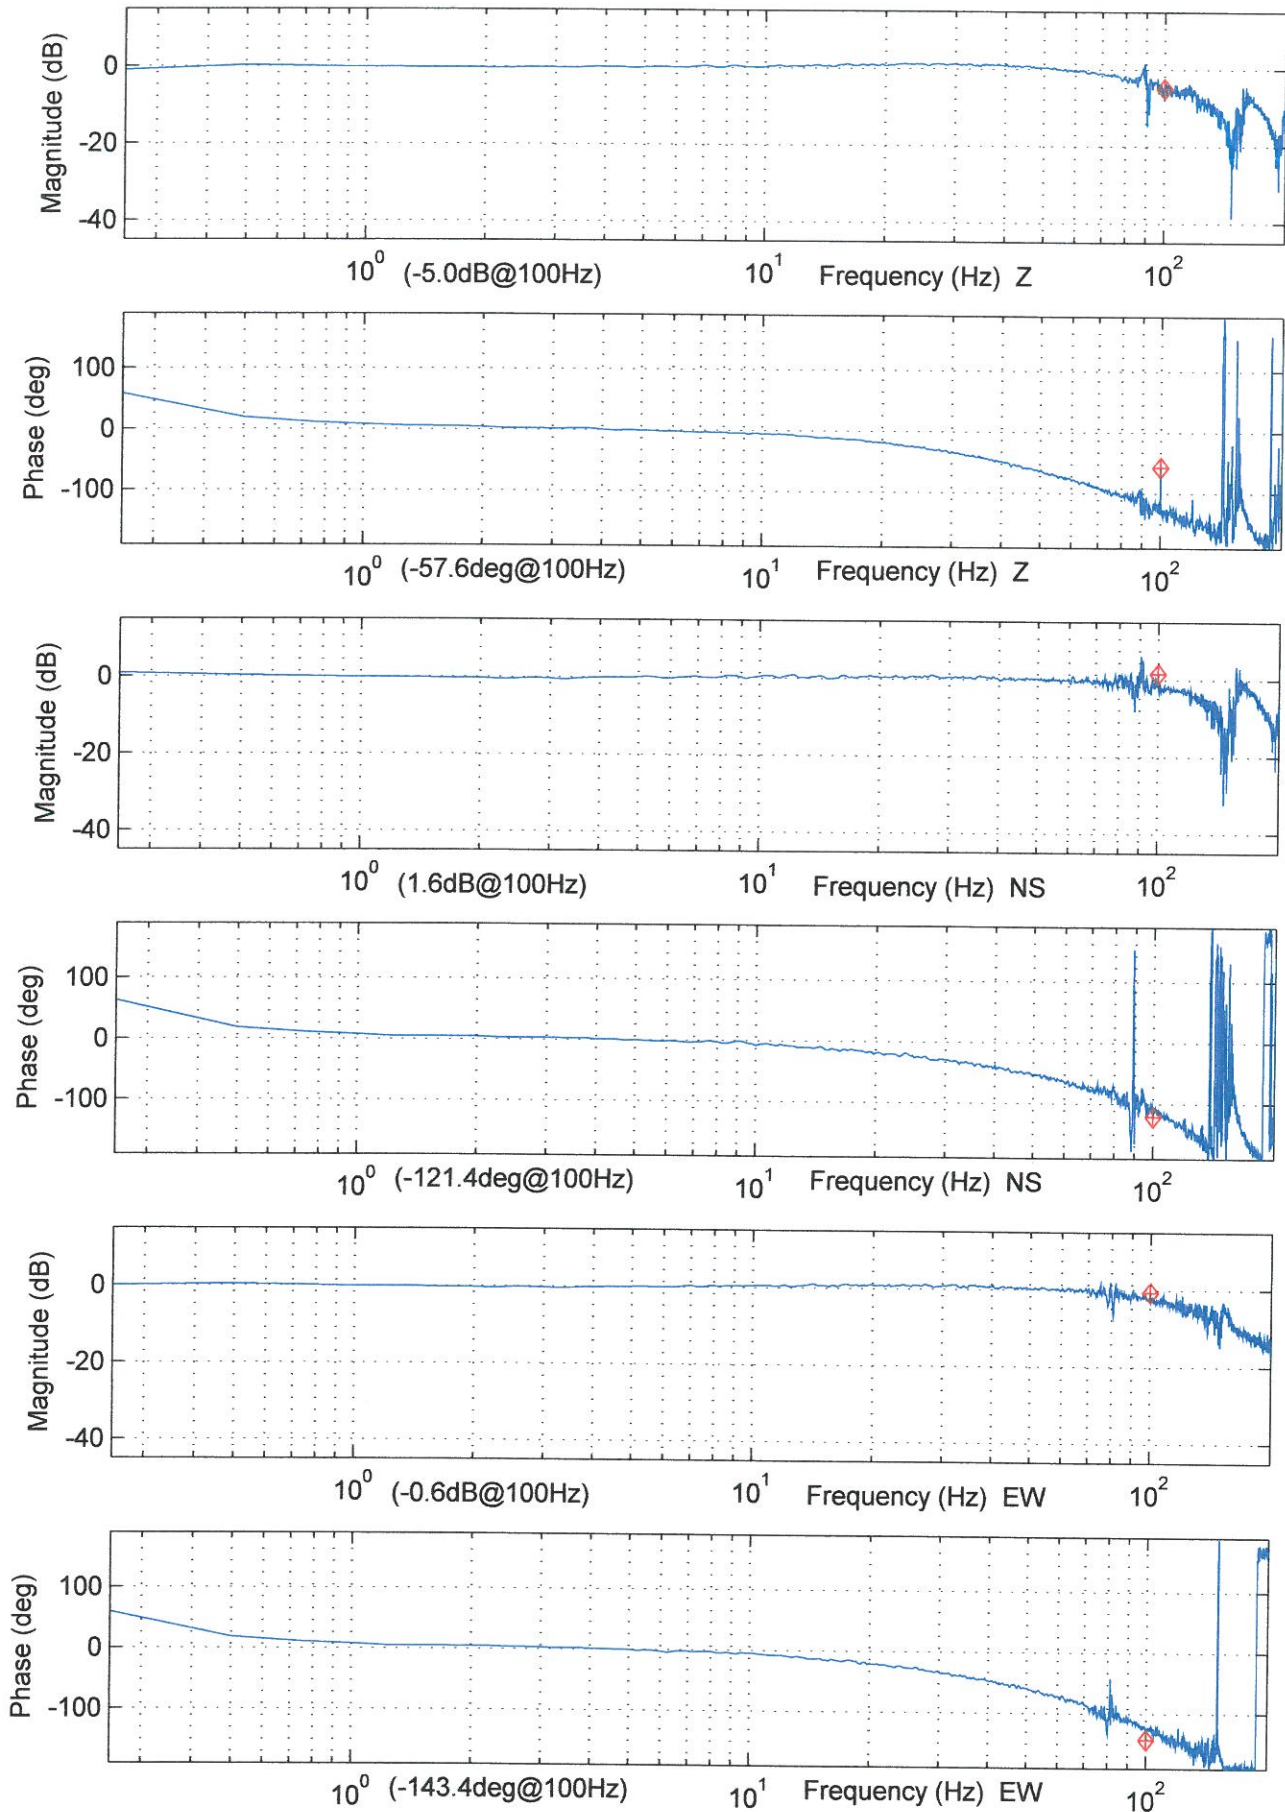 0
-20
-40
Magnitude (dB)
10^0 (-5.0dB@100Hz) 10^1 Frequency (Hz) Z 10^2
100
0
-100
Phase (deg)
10^0 (-57.6deg@100Hz) 10^1 Frequency (Hz) Z 10^2
0
-20
-40
Magnitude (dB)
10^0 (1.6dB@100Hz) 10^1 Frequency (Hz) NS 10^2
100
0
-100
Phase (deg)
10^0 (-121.4deg@100Hz) 10^1 Frequency (Hz) NS 10^2
0
-20
-40
Magnitude (dB)
10^0 (-0.6dB@100Hz) 10^1 Frequency (Hz) EW 10^2
100
0
-100
Phase (deg)
10^0 (-143.4deg@100Hz) 10^1 Frequency (Hz) EW 10^2